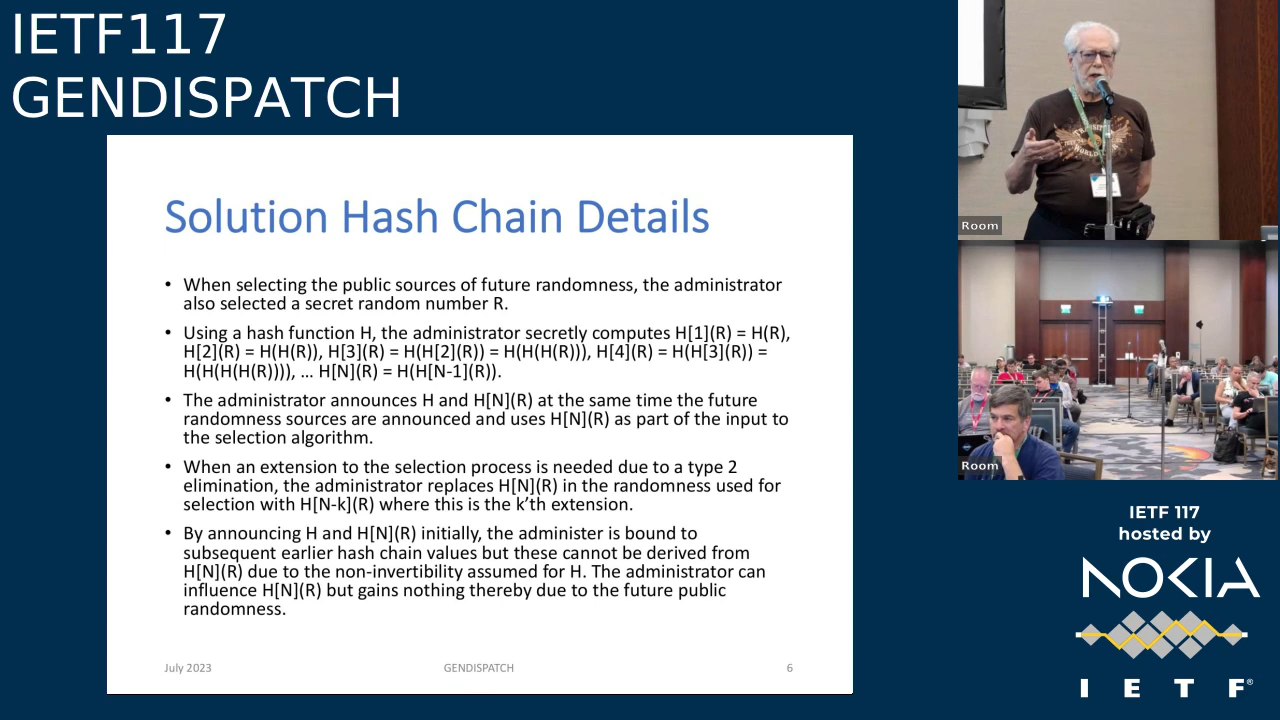 IETF117
GENDISPATCH
Solution Hash Chain Details
• When selecting the public sources of future randomness, the administrator
also selected a secret random number R.
• Using a hash function H, the administrator secretly computes H[1](R) = H(R),
H[2](R) = H(H(R)), H[3](R) = H(H[2](R)) = H(H(H(R))), H[4](R) = H(H[3](R)) =
H(H(H(H(R)))), ... H[N](R) = H(H[N-1](R)).
• The administrator announces H and H[N](R) at the same time the future
randomness sources are announced and uses H[N](R) as part of the input to
the selection algorithm.
• When an extension to the selection process is needed due to a type 2
elimination, the administrator replaces H[N](R) in the randomness used for
selection with H[N-k](R) where this is the k'th extension.
• By announcing H and H[N](R) initially, the administer is bound to
subsequent earlier hash chain values but these cannot be derived from
H[N](R) due to the non-invertibility assumed for H. The administrator can
influence H[N](R) but gains nothing thereby due to the future public
randomness.
July 2023
GENDISPATCH
6
Room
Room
IETF 117
hosted by
NOKIA
IETF®